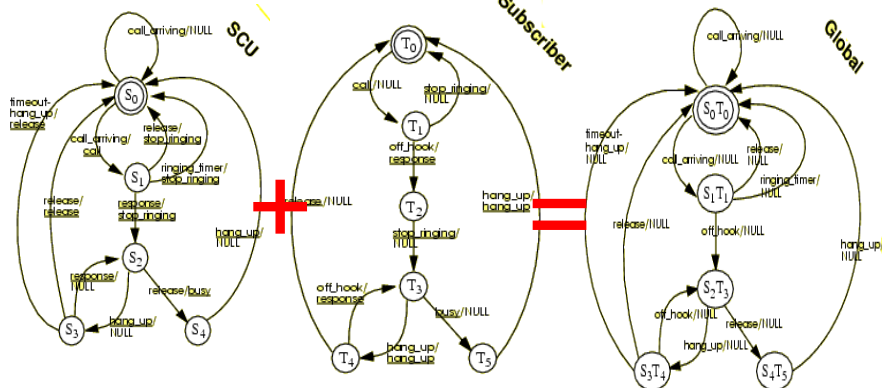 SCU
call_arriving/NULL
S0
timeout-
hang_up/
release
call_arriving/
call
release/
stop_ringing
ringing_timer/
stop_ringing
S1
release/
release
response/
stop_ringing
hang_up/
NULL
S2
response/
NULL
release/busy
S3
hang_up/
NULL
S4
Subscriber
T0
call/NULL
stop_ringing/
NULL
T1
off_hook/
response
T2
release/NULL
hang_up/
hang_up
stop_ringing/
NULL
T3
off_hook/
response
busy/NULL
T4
hang_up/
hang_up
T5
Global
call_arriving/NULL
S0T0
timeout-
hang_up/
NULL
call_arriving/NULL
release/
NULL
ringing_timer/
NULL
S1T1
release/NULL
off_hook/NULL
hang_up/
NULL
S2T3
off_hook/NULL
release/NULL
hang_up/NULL
S3T4
S4T5